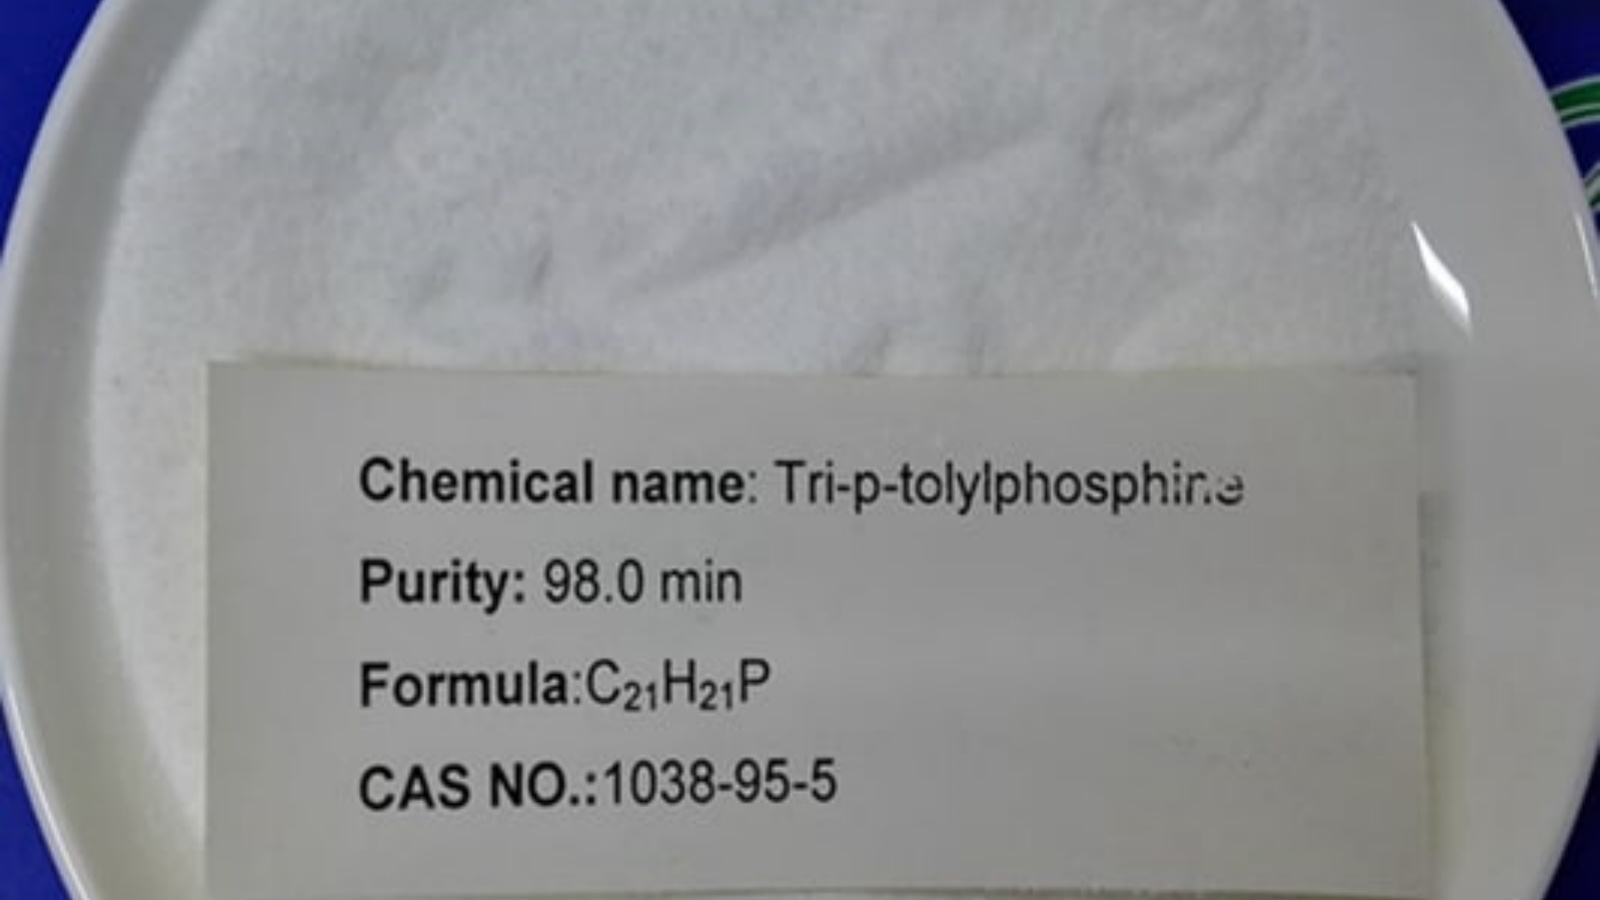 Chemical name: Tri-p-tolylphosphine
Purity: 98.0 min
Formula:C₂₁H₂₁P
CAS NO.:1038-95-5